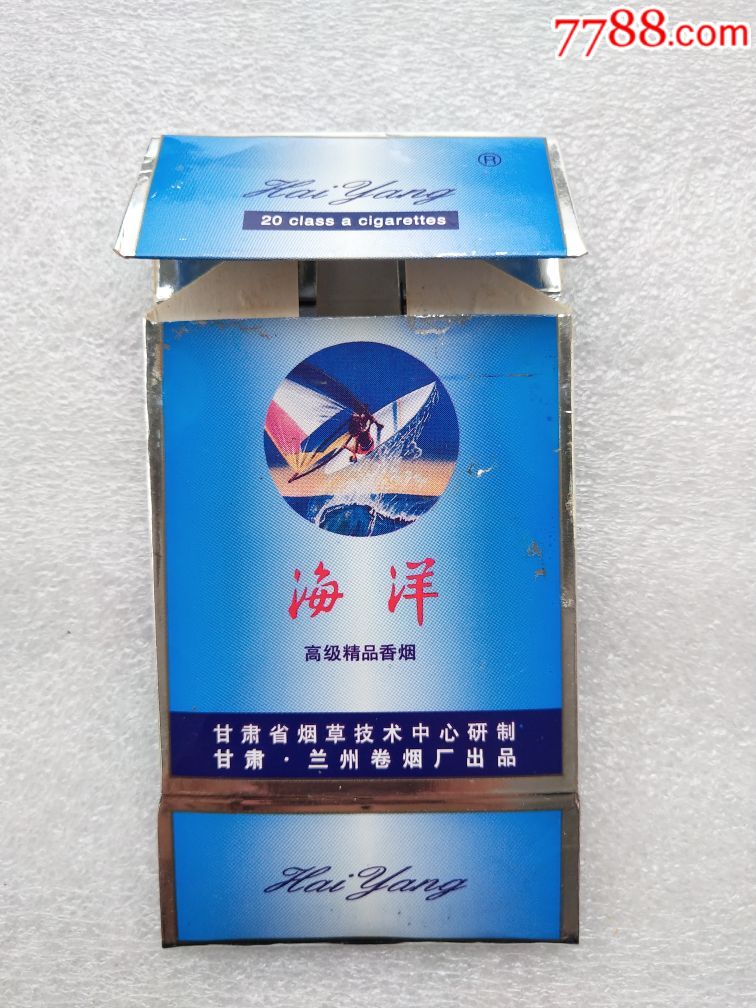 7788.com
Hai Yang ®
20 class a cigarettes
海洋
高级精品香烟
甘肃省烟草技术中心研制
甘肃·兰州卷烟厂出品
Hai Yang